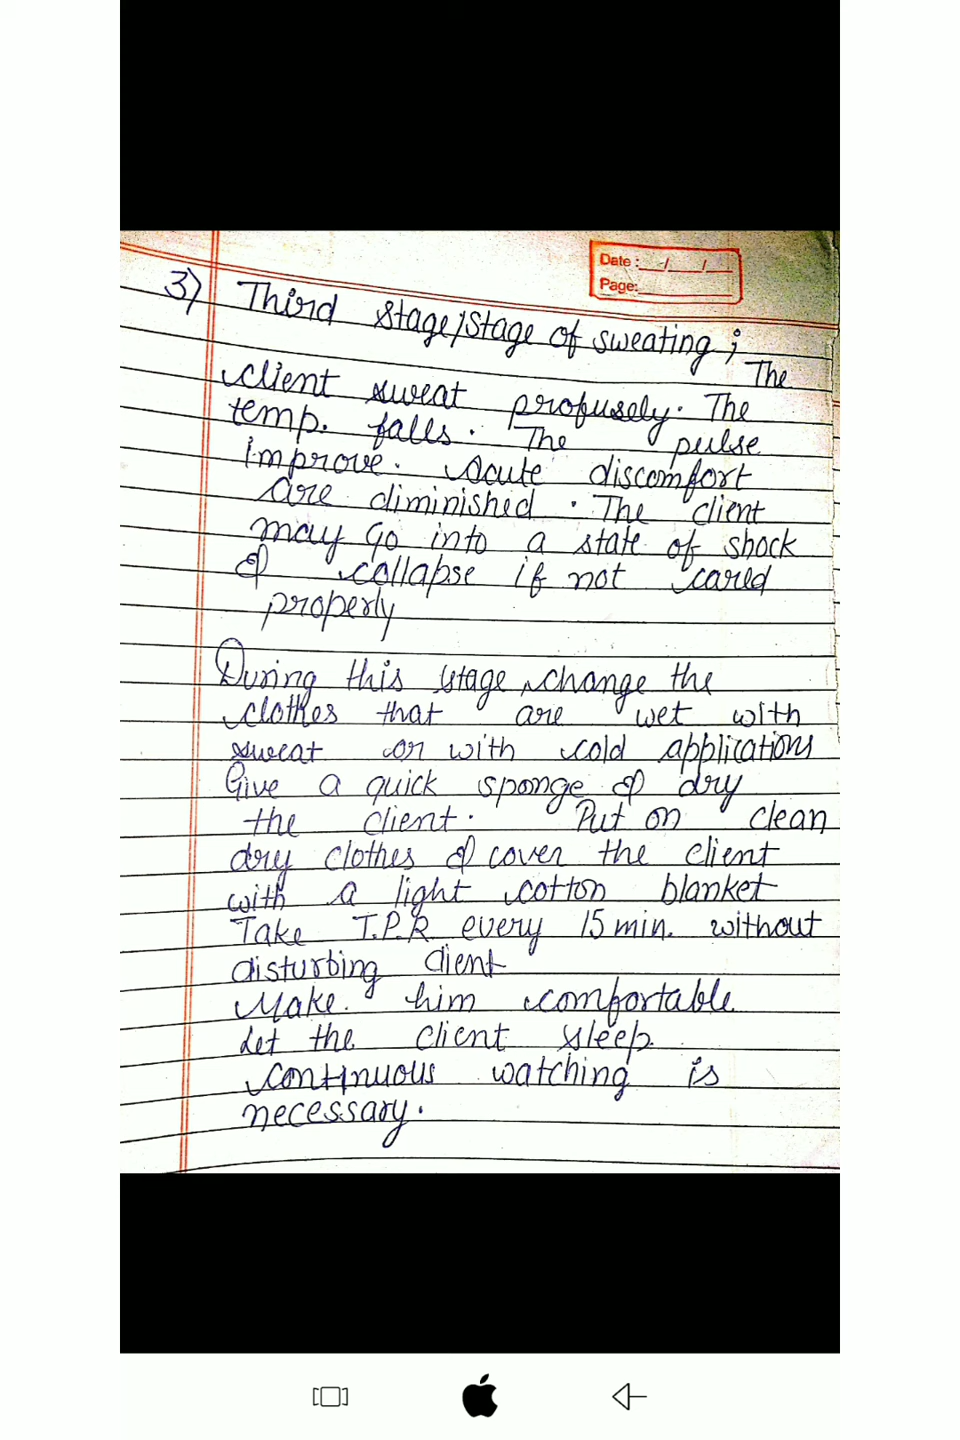 Date : __/__/__
Page: ______
3) Third stage/stage of sweating ; The
client sweat profusely. The
temp. falls. The pulse
improve. Acute discomfort
are diminished. The client
may go into a state of shock
& collapse if not cared
properly
During this stage, change the
clothes that are wet with
sweat or with cold applications
Give a quick sponge & dry
the client. Put on clean
dry clothes & cover the client
with a light cotton blanket
Take T.P.R every 15 min. without
disturbing client
Make him comfortable
Let the client sleep.
continuous watching is
necessary.